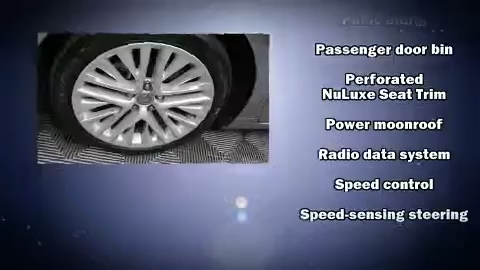 Passenger door bin
Perforated
NuLuxe Seat Trim
Power moonroof
Radio data system
Speed control
Speed-sensing steering